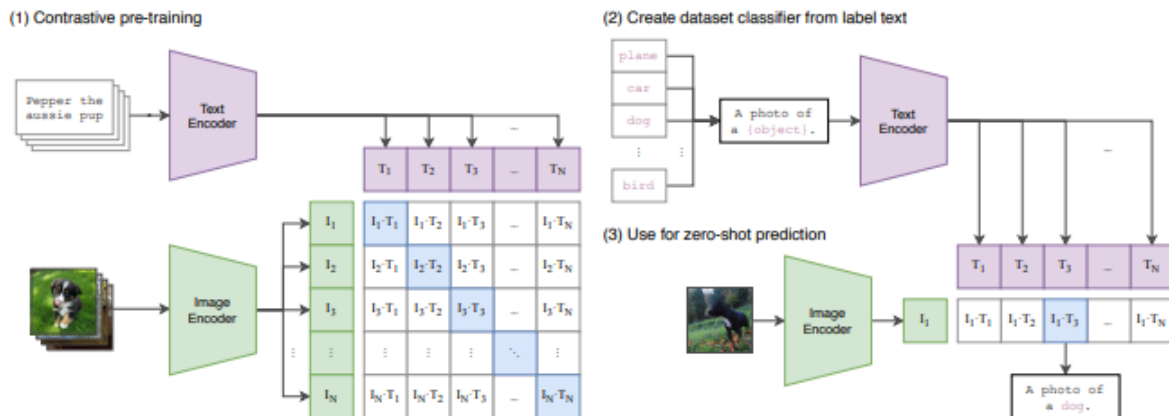 (1) Contrastive pre-training
Pepper the
aussie pup
Text
Encoder
...
T1 T2 T3 ... TN
Image
Encoder
I1 I1·T1 I1·T2 I1·T3 ... I1·TN
I2 I2·T1 I2·T2 I2·T3 ... I2·TN
I3 I3·T1 I3·T2 I3·T3 ... I3·TN
⋮ ⋮ ⋮ ⋮ ⋮ ⋱ ⋮
IN IN·T1 IN·T2 IN·T3 ... IN·TN
(2) Create dataset classifier from label text
plane
car
dog
⋮ ⋮
bird
A photo of
a {object}.
Text
Encoder
...
(3) Use for zero-shot prediction
T1 T2 T3 ... TN
Image
Encoder
I1 I1·T1 I1·T2 I1·T3 ... I1·TN
A photo of
a dog.